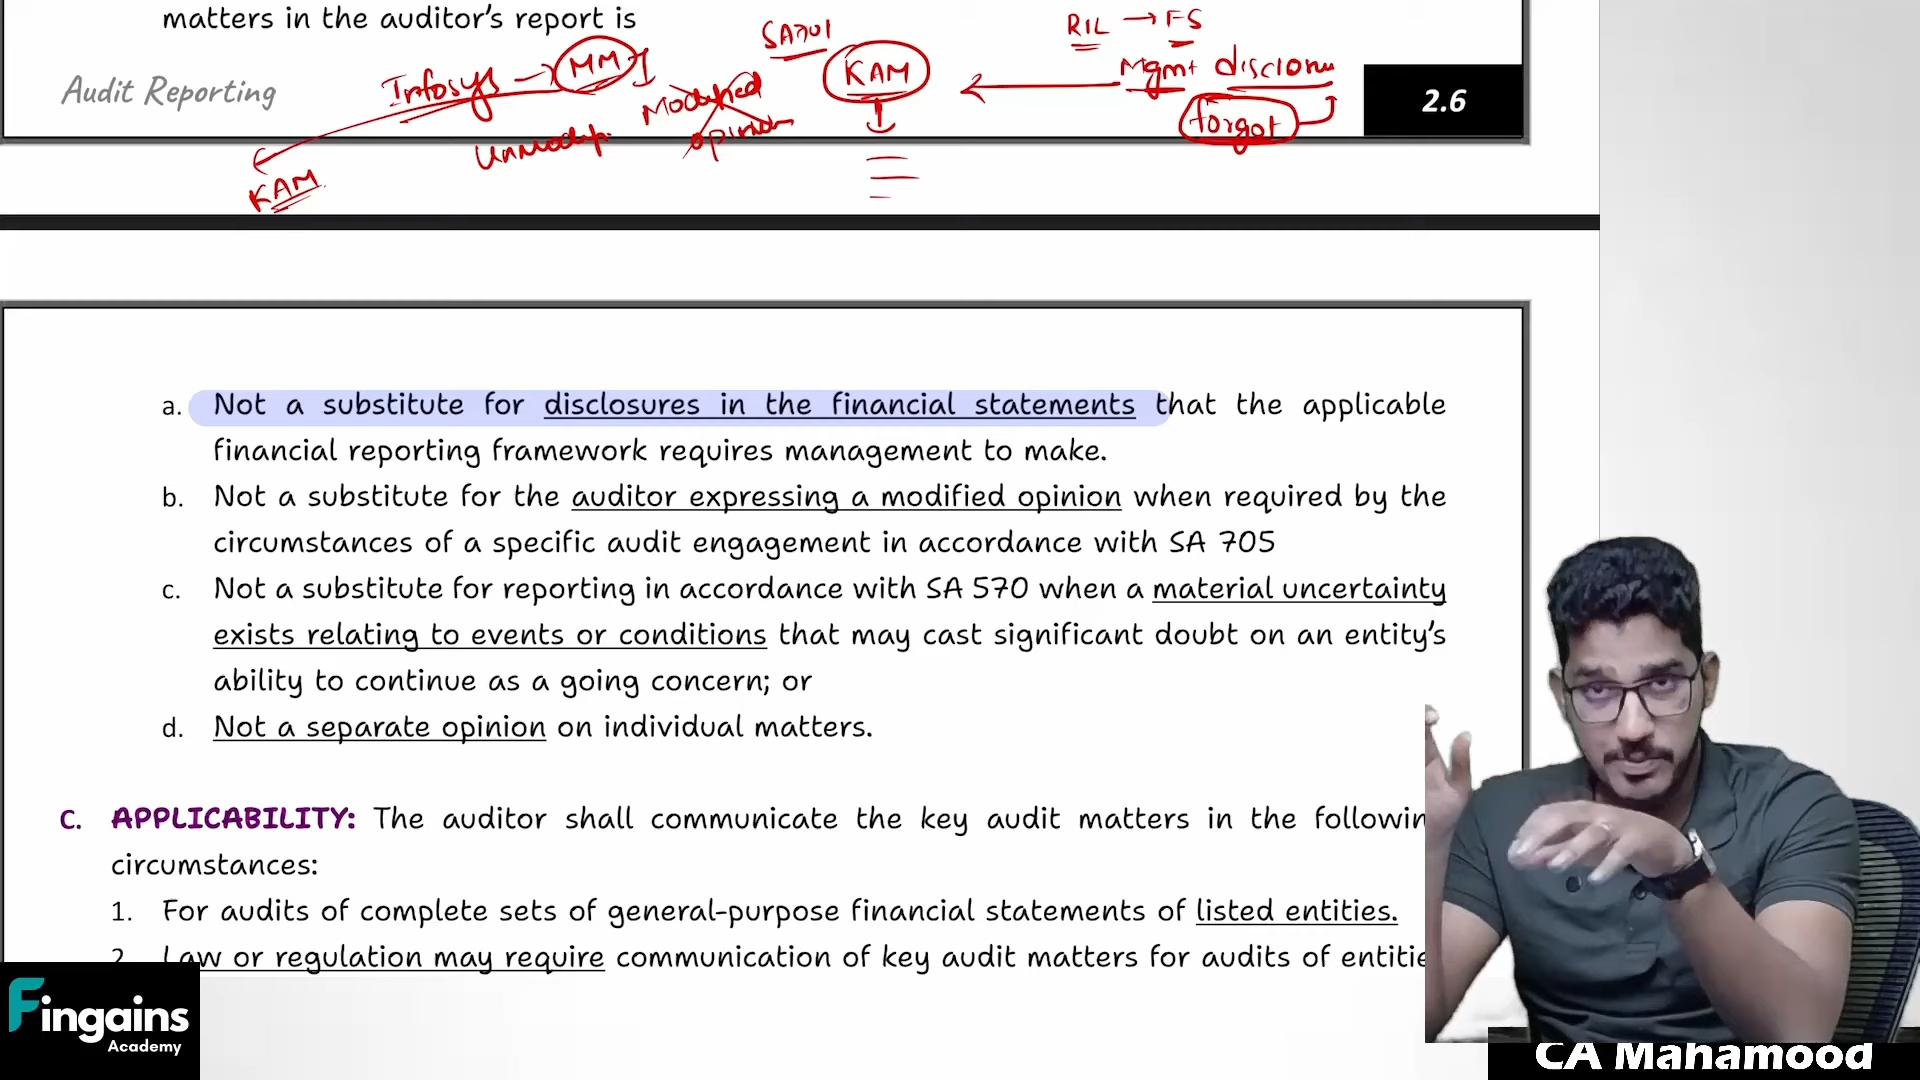 matters in the auditor's report is
SA701
RIL → FS
Infosys → MM
KAM
Mgmt disclosure
Audit Reporting
Modified
opinion
forgot
2.6
Unmodify
KAM
a. Not a substitute for disclosures in the financial statements that the applicable
financial reporting framework requires management to make.
b. Not a substitute for the auditor expressing a modified opinion when required by the
circumstances of a specific audit engagement in accordance with SA 705
c. Not a substitute for reporting in accordance with SA 570 when a material uncertainty
exists relating to events or conditions that may cast significant doubt on an entity's
ability to continue as a going concern; or
d. Not a separate opinion on individual matters.
C. APPLICABILITY: The auditor shall communicate the key audit matters in the followin
circumstances:
1. For audits of complete sets of general-purpose financial statements of listed entities.
2. Law or regulation may require communication of key audit matters for audits of entitie
Fingains
Academy
CA Mahamood